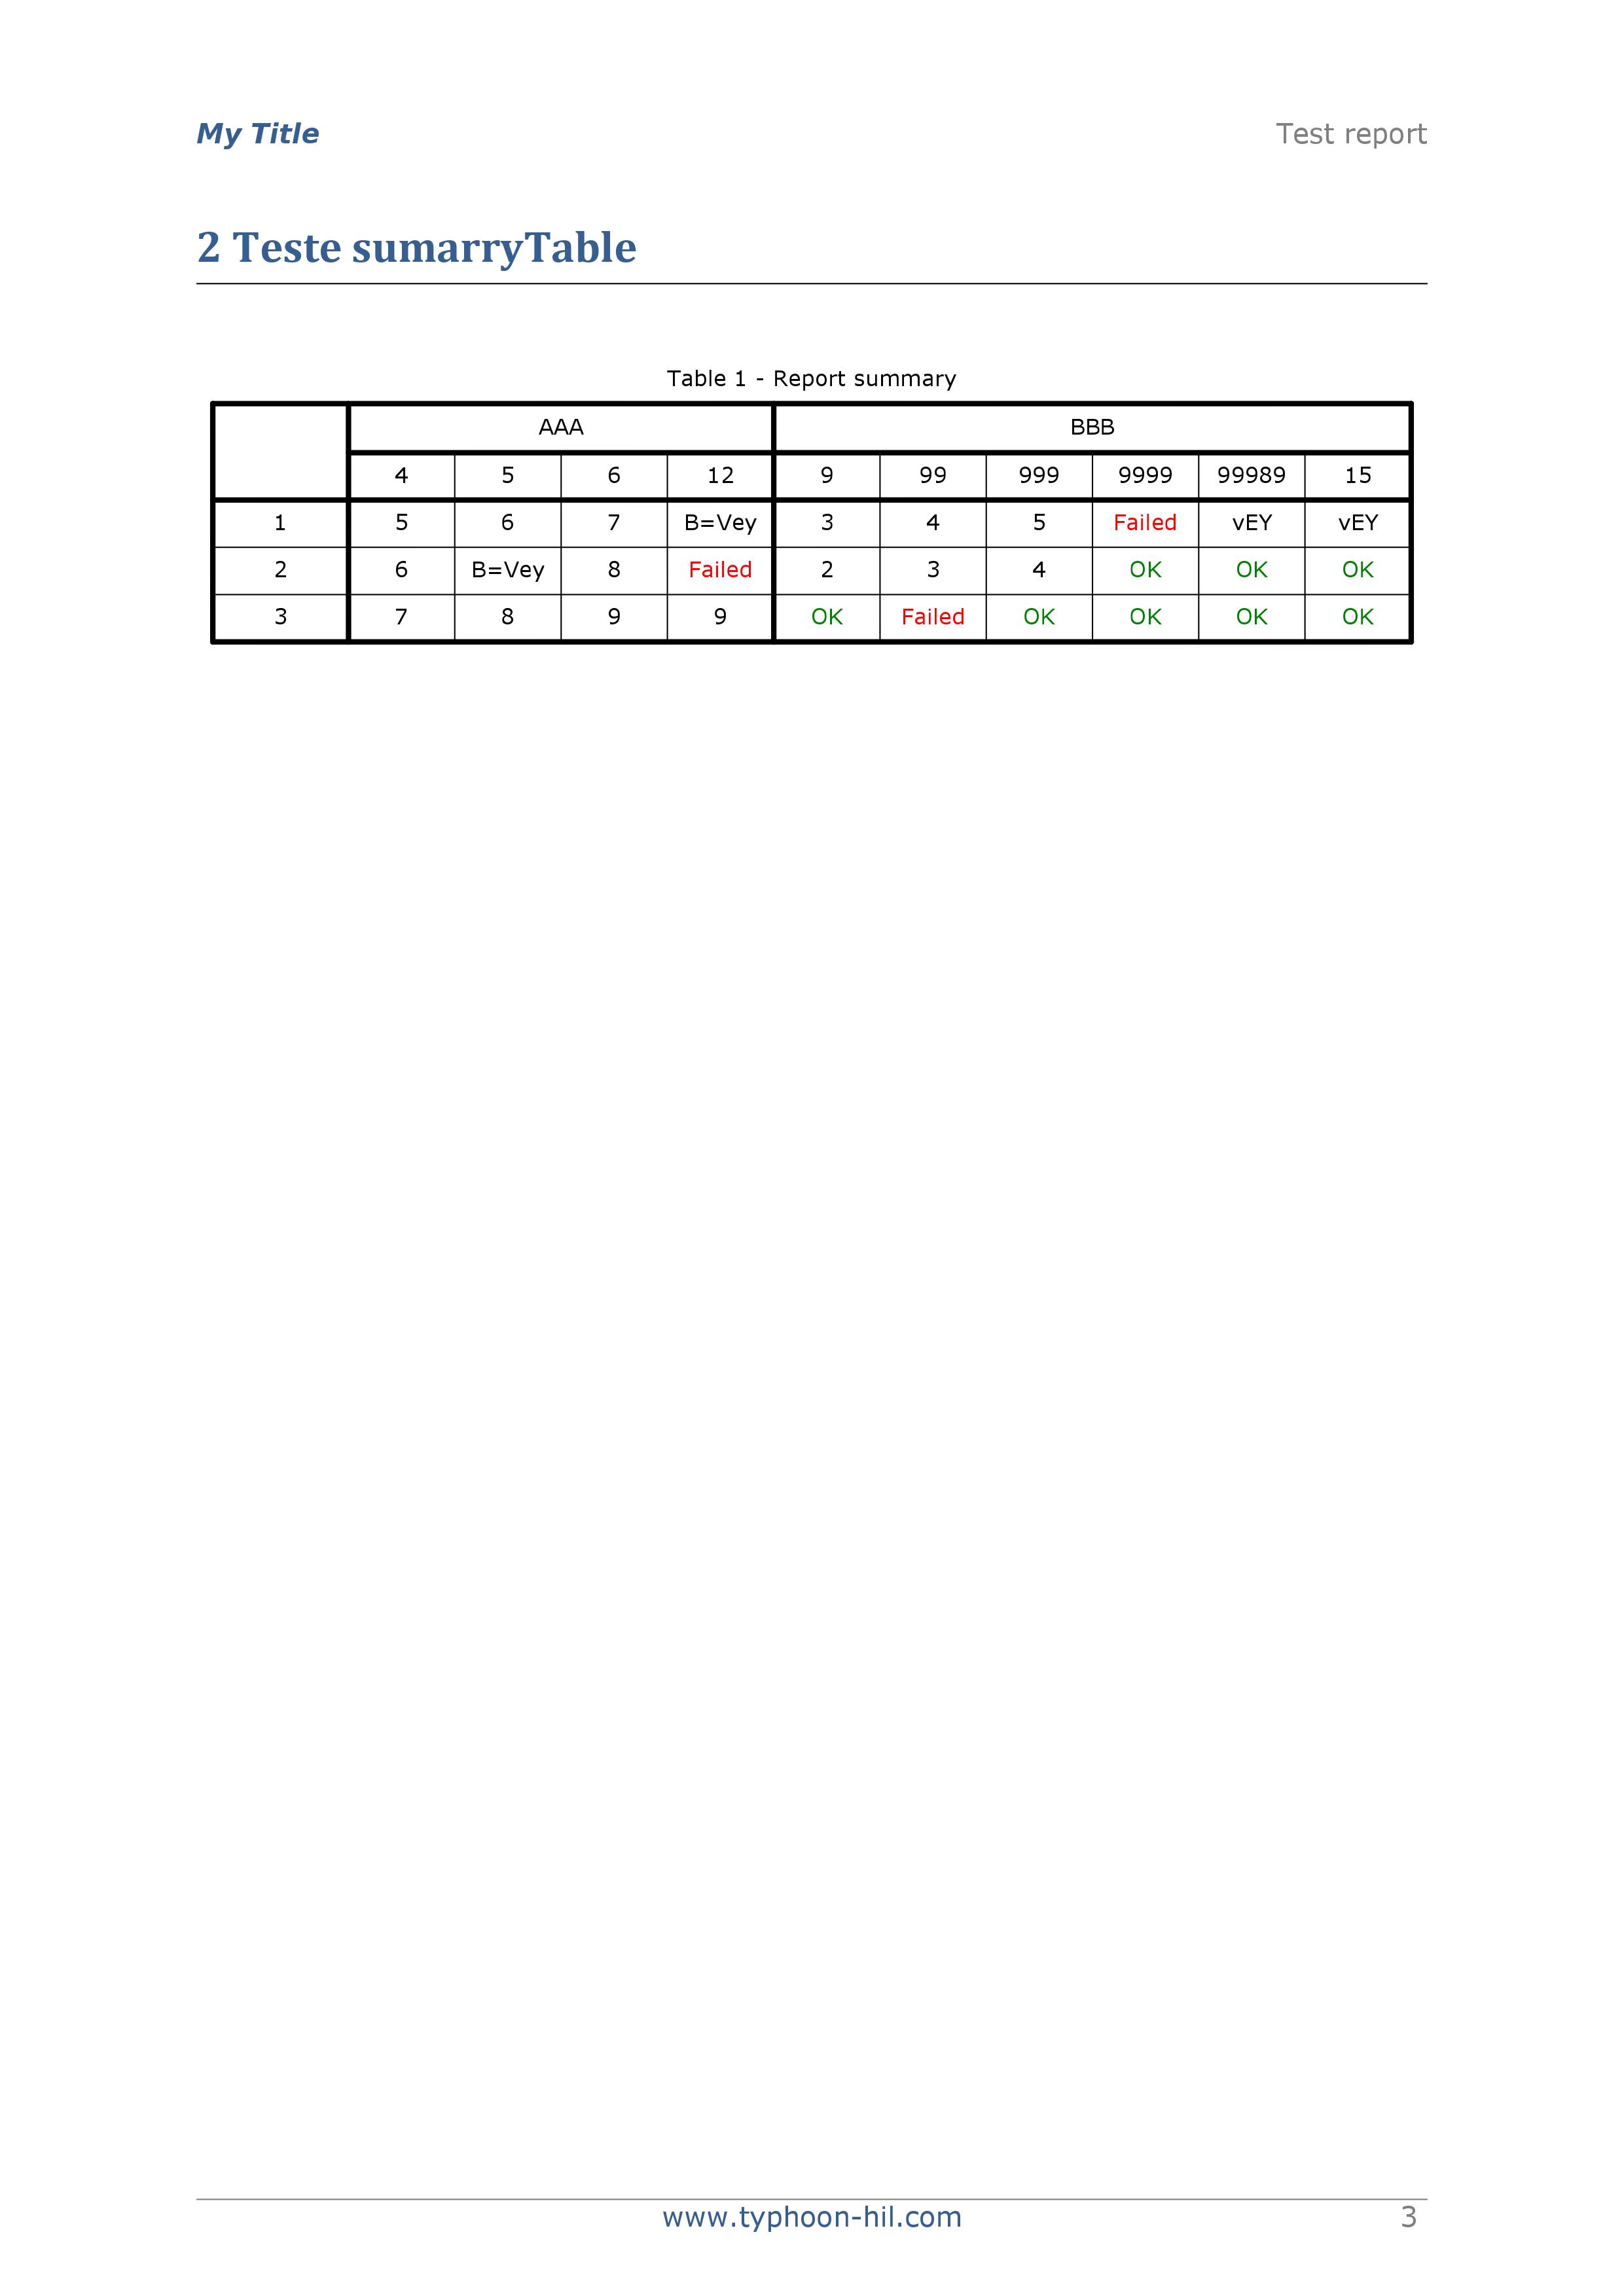 My Title Test report
2 Teste sumarryTable
Table 1 - Report summary
AAA BBB
4 5 6 12 9 99 999 9999 99989 15
1 5 6 7 B=Vey 3 4 5 Failed vEY vEY
2 6 B=Vey 8 Failed 2 3 4 OK OK OK
3 7 8 9 9 OK Failed OK OK OK OK
www.typhoon-hil.com 3